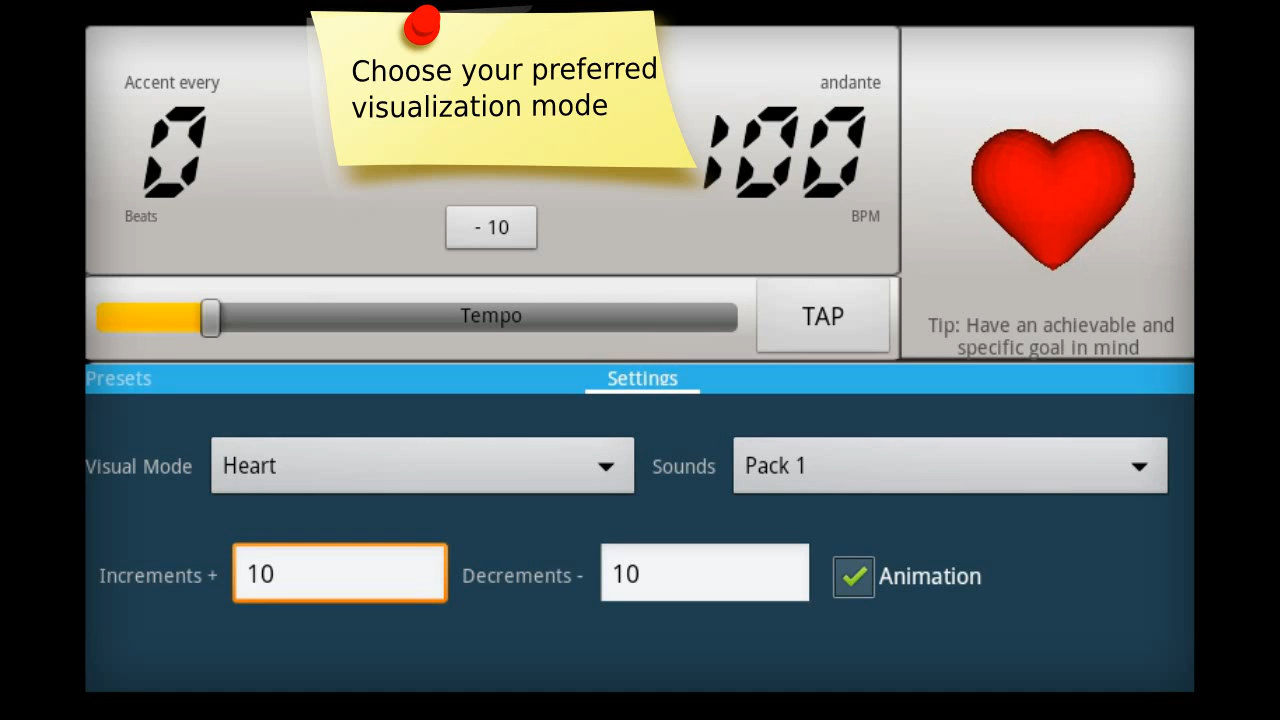 Choose your preferred
visualization mode
Accent every
0
Beats
- 10
andante
100
BPM
Tempo
TAP
Tip: Have an achievable and
specific goal in mind
Presets
Settings
Visual Mode
Heart
Sounds
Pack 1
Increments +
10
Decrements -
10
Animation